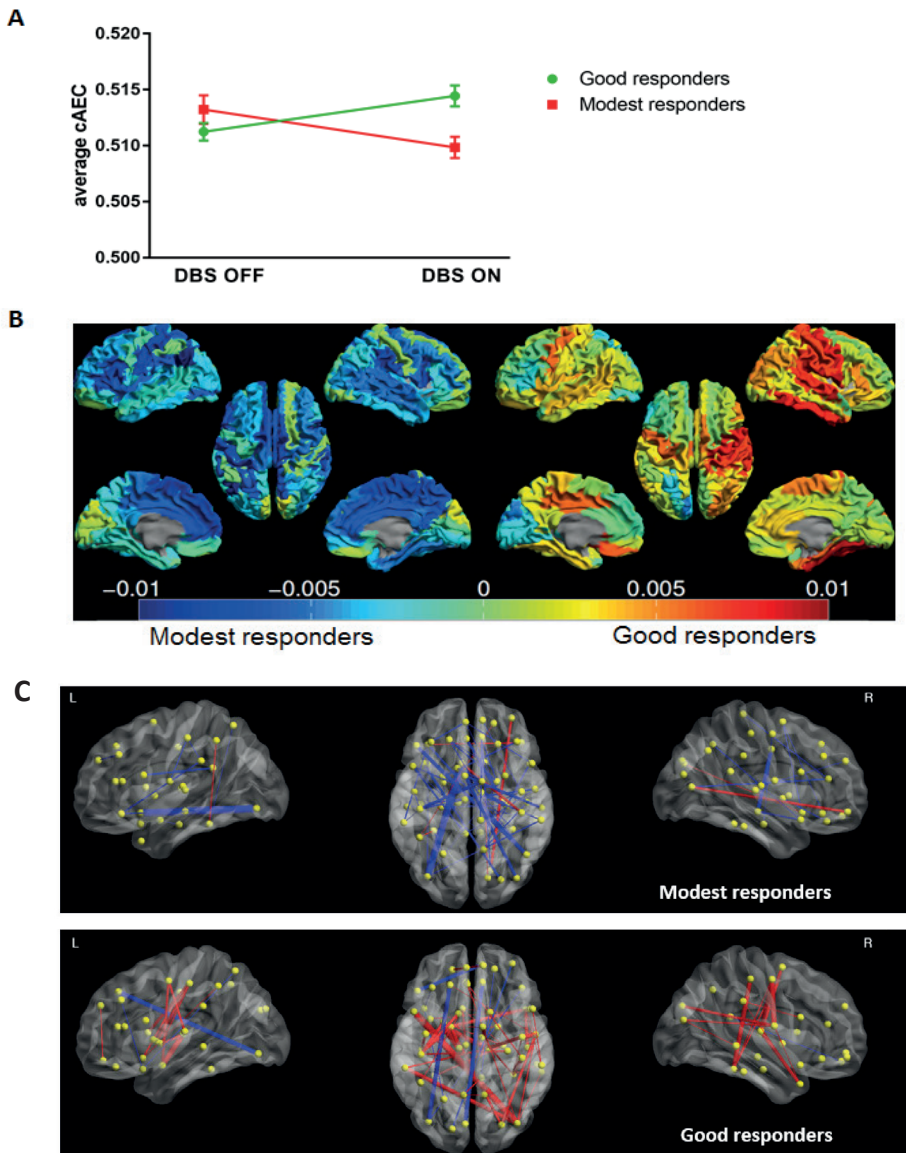 A
0.520
0.515
0.510
0.505
0.500
average cAEC
DBS OFF
DBS ON
Good responders
Modest responders
B
−0.01 −0.005 0 0.005 0.01
Modest responders
Good responders
C
L
R
Modest responders
L
R
Good responders